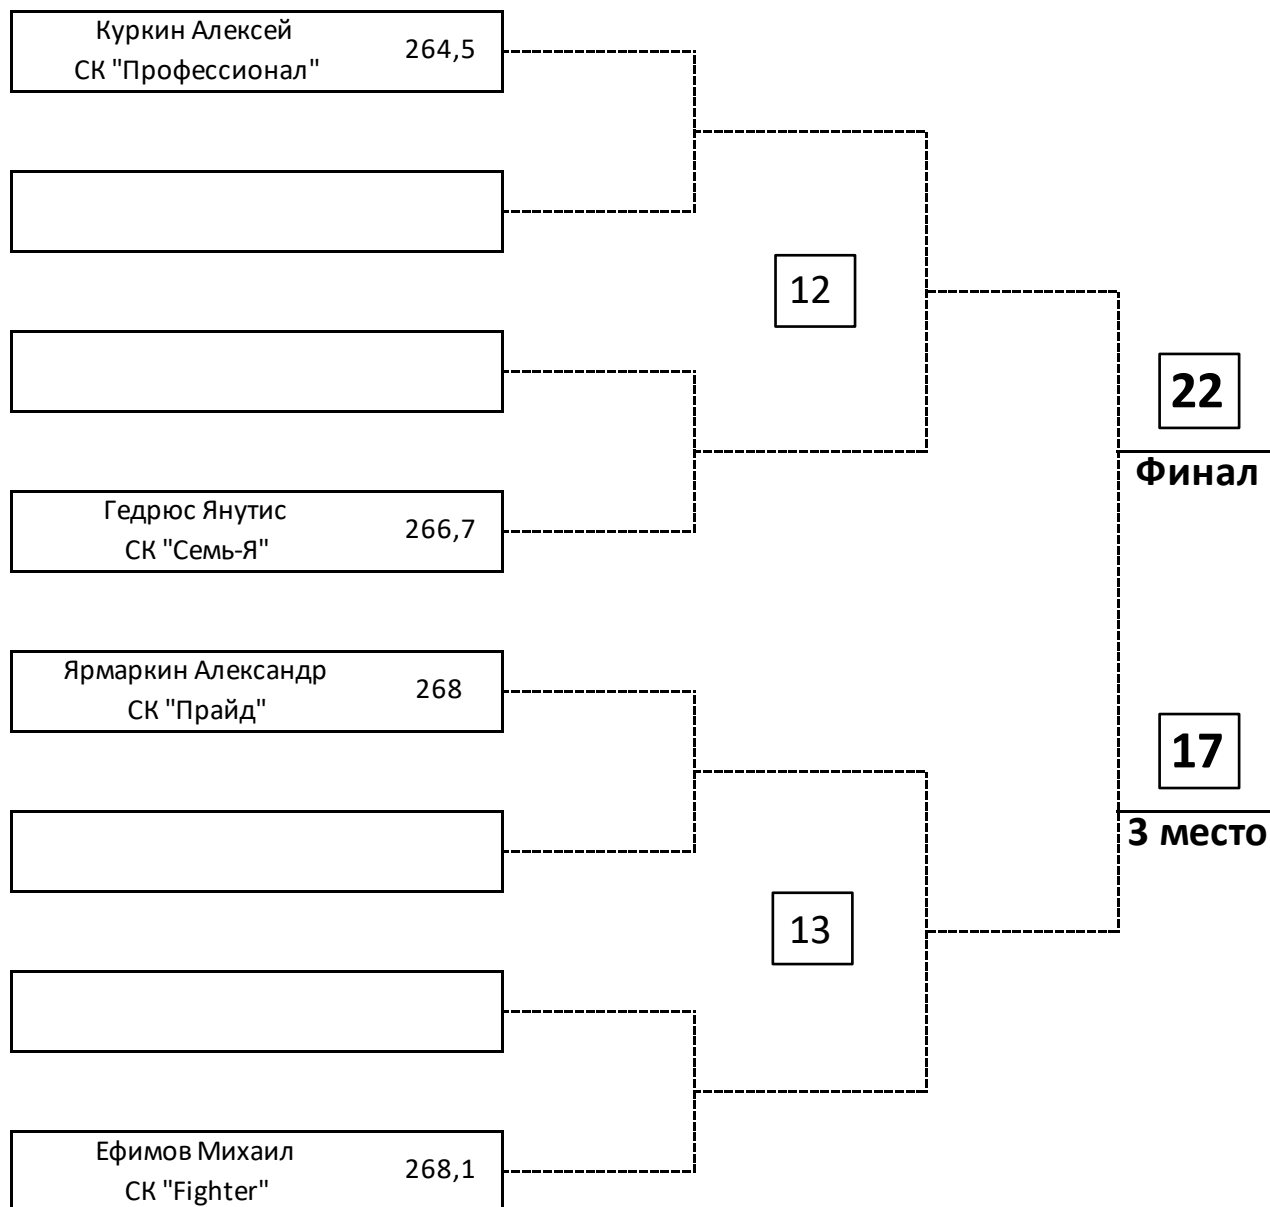 Куркин Алексей
СК "Профессионал"
264,5
12
22
Финал
Гедрюс Янутис
СК "Семь-Я"
266,7
Ярмаркин Александр
СК "Прайд"
268
17
3 место
13
Ефимов Михаил
СК "Fighter"
268,1